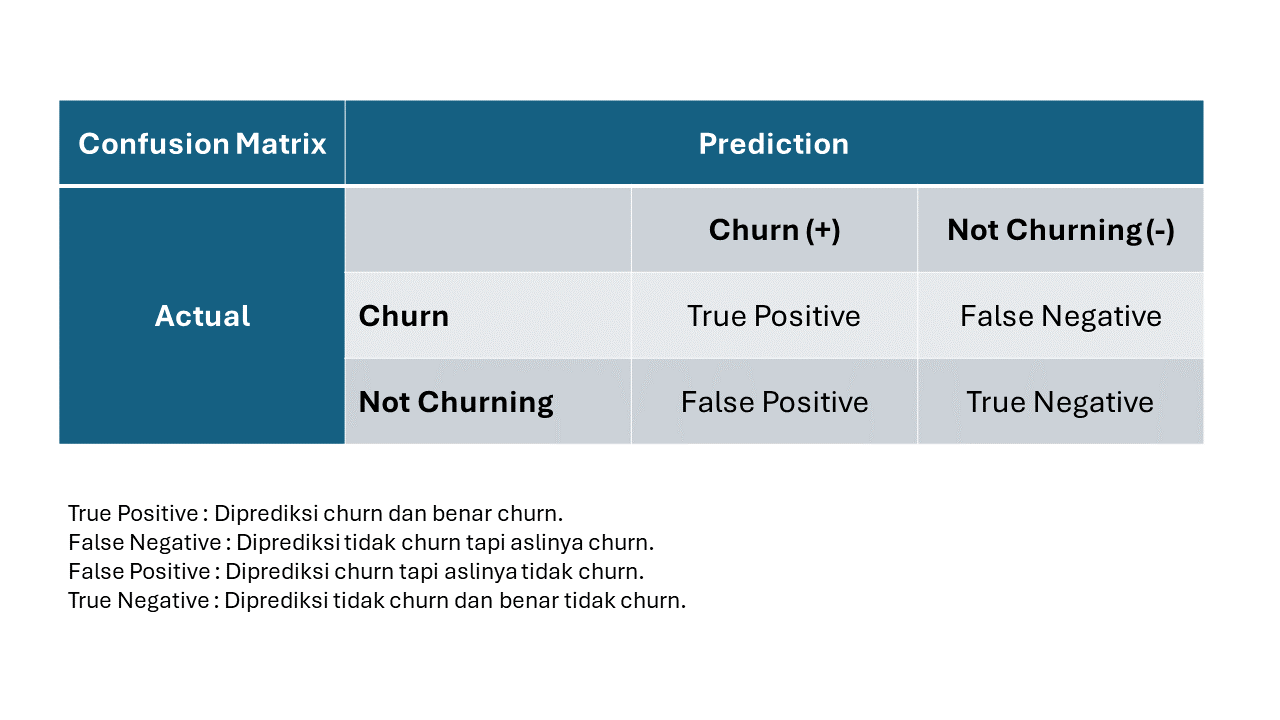 Confusion Matrix Prediction
Churn (+) Not Churning (-)
Actual Churn True Positive False Negative
Not Churning False Positive True Negative
True Positive : Diprediksi churn dan benar churn.
False Negative : Diprediksi tidak churn tapi aslinya churn.
False Positive : Diprediksi churn tapi aslinya tidak churn.
True Negative : Diprediksi tidak churn dan benar tidak churn.